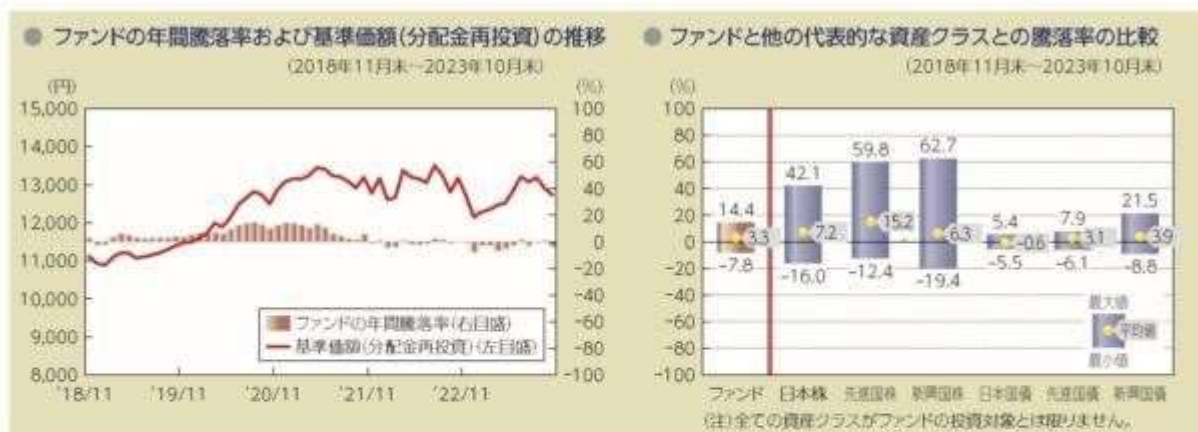 ● ファンドの年間騰落率および基準価額(分配金再投資)の推移
(2018年11月末～2023年10月末)
(円)
(%)
15,000
14,000
13,000
12,000
11,000
10,000
9,000
8,000
100
80
60
40
20
0
-20
-40
-60
-80
-100
ファンドの年間騰落率(右目盛)
基準価額(分配金再投資)(左目盛)
'18/11 '19/11 '20/11 '21/11 '22/11
● ファンドと他の代表的な資産クラスとの騰落率の比較
(2018年11月末～2023年10月末)
(%)
100
80
60
40
20
0
-20
-40
-60
-80
-100
14.4 42.1 59.8 62.7 5.4 7.9 21.5
3.3 7.2 15.2 6.3 -0.6 3.1 3.9
-7.8 -16.0 -12.4 -19.4 -5.5 -6.1 -8.8
最大値
平均値
最小値
ファンド 日本株 先進国株 新興国株 日本国債 先進国債 新興国債
(注)全ての資産クラスがファンドの投資対象とは限りません。